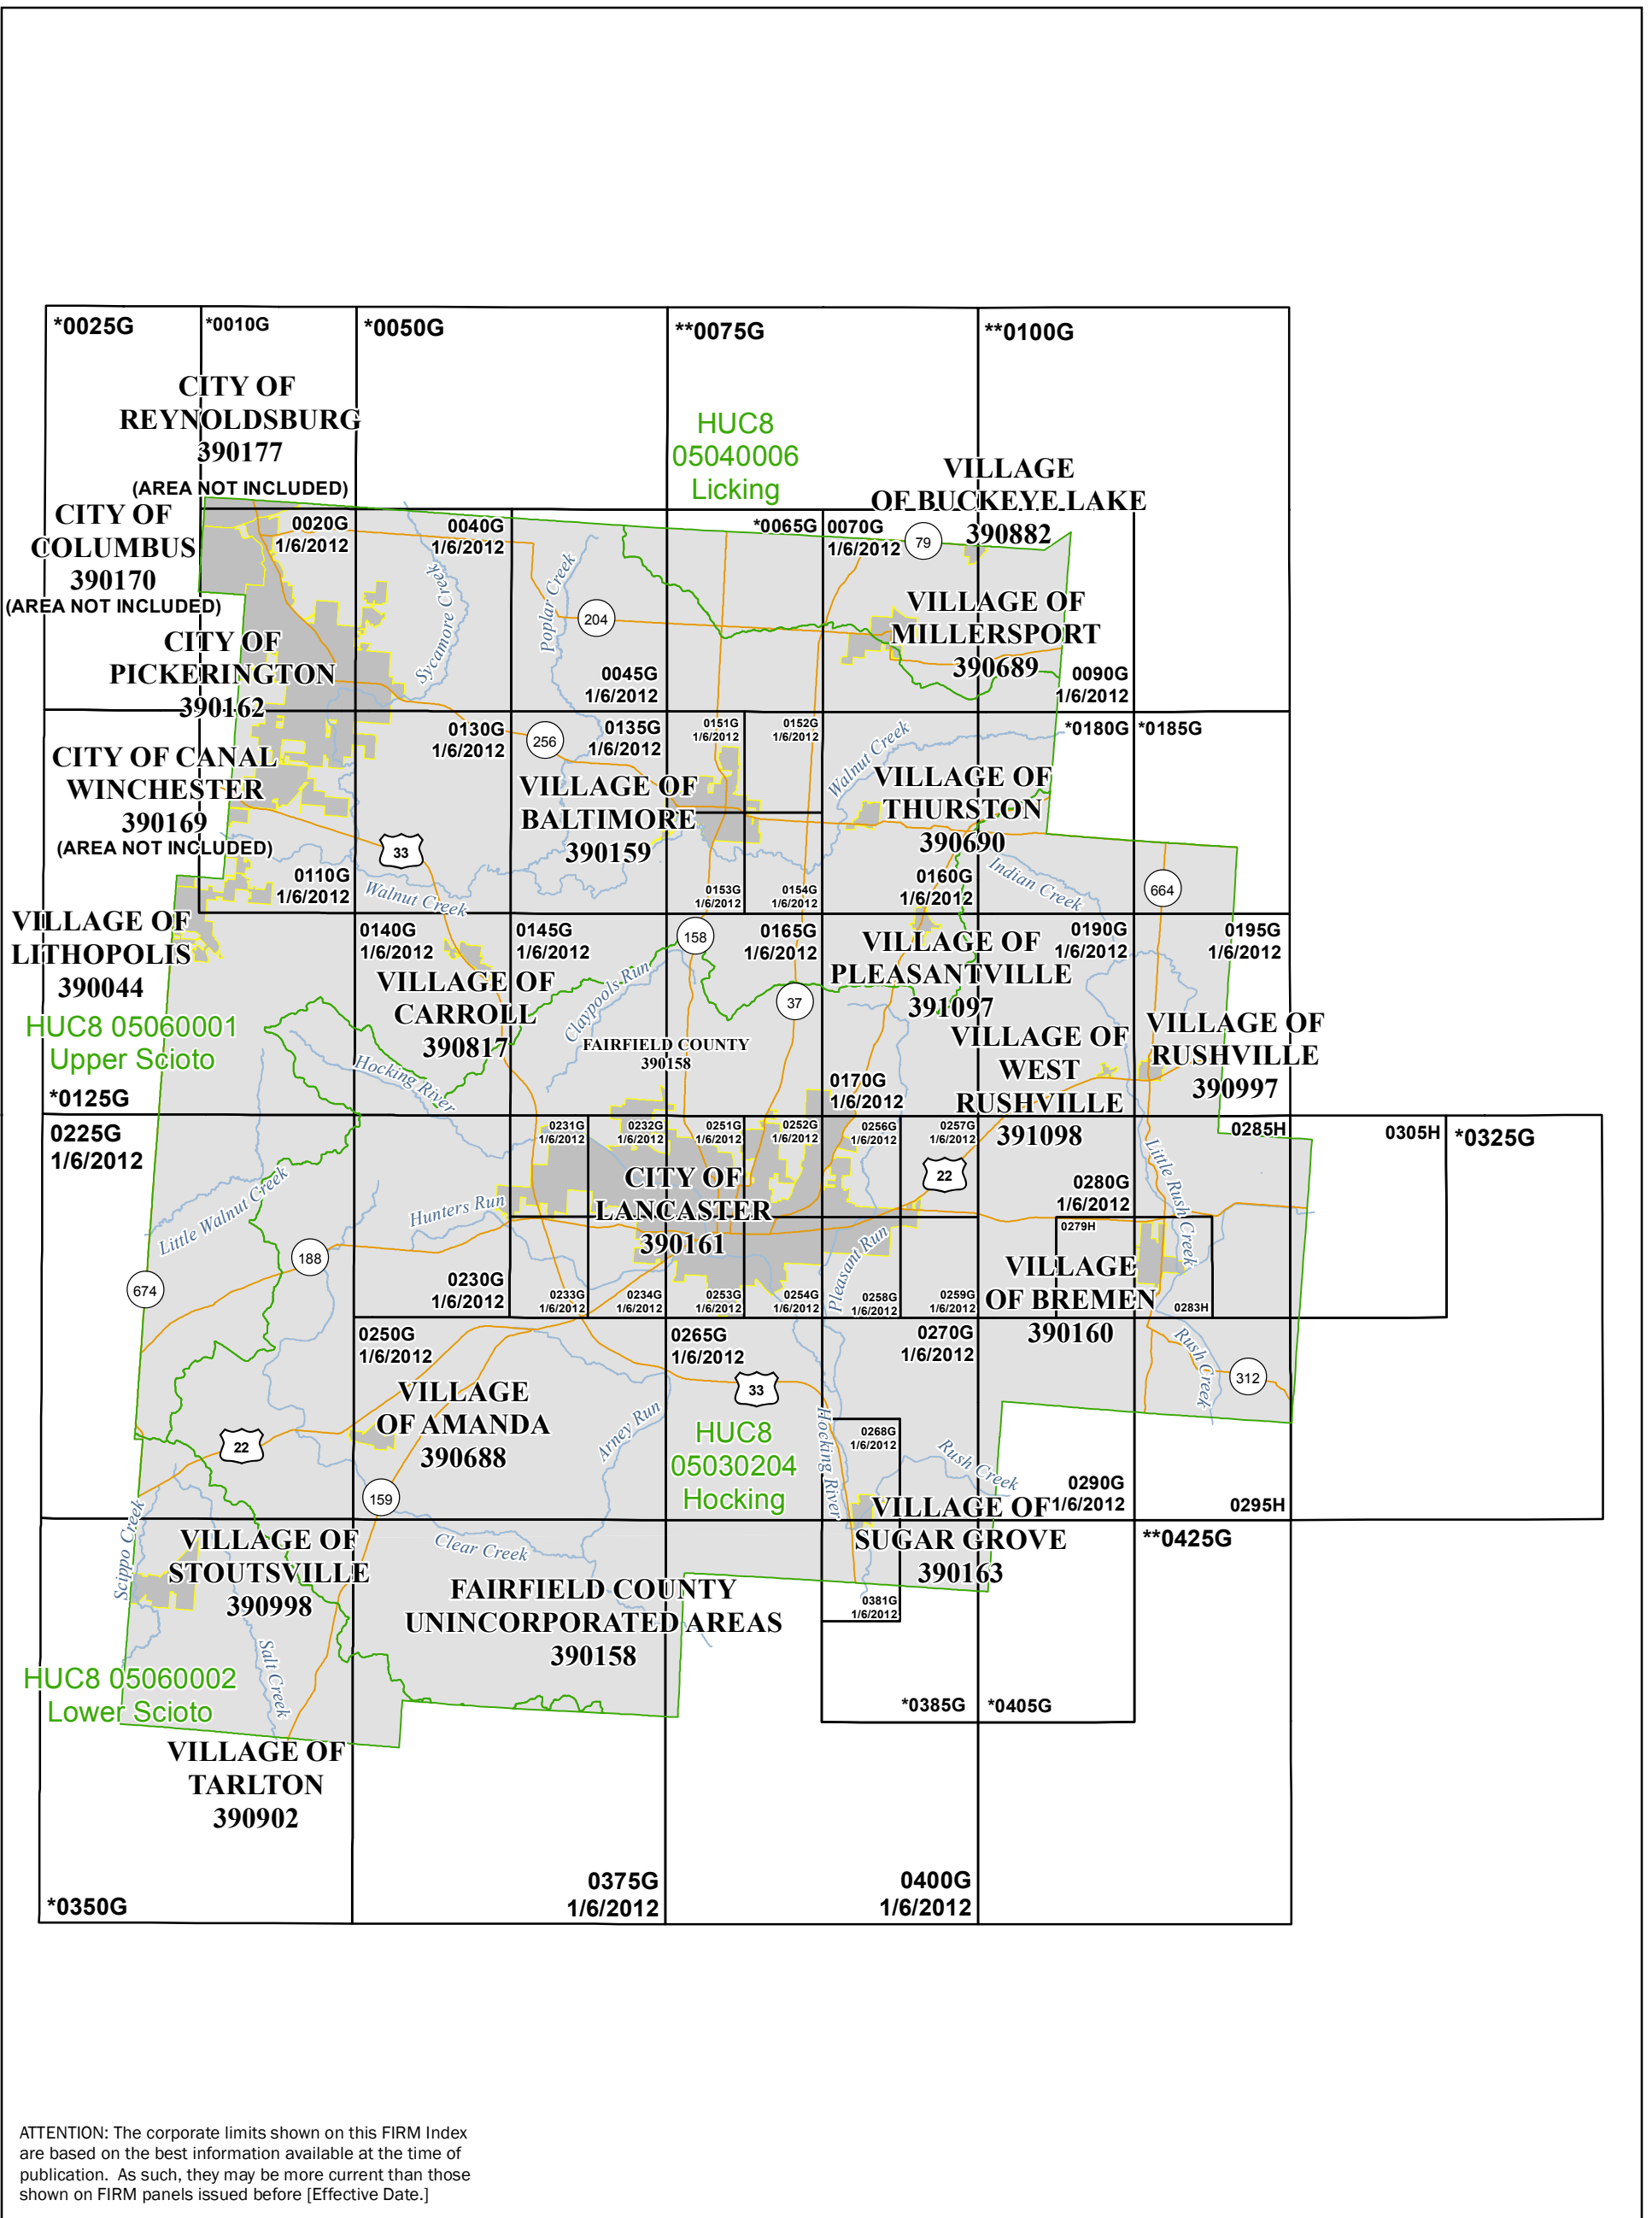 *0025G
*0010G
*0050G
**0075G
**0100G
CITY OF
REYNOLDSBURG
390177
(AREA NOT INCLUDED)
HUC8
05040006
Licking
VILLAGE
OF BUCKEYE LAKE
390882
CITY OF
COLUMBUS
390170
(AREA NOT INCLUDED)
0020G
1/6/2012
0040G
1/6/2012
*0065G
0070G
1/6/2012
79
Sycamore Creek
Poplar Creek
204
VILLAGE OF
MILLERSPORT
390689
CITY OF
PICKERINGTON
390162
0045G
1/6/2012
0090G
1/6/2012
0130G
1/6/2012
256
0135G
1/6/2012
0151G
1/6/2012
0152G
1/6/2012
Walnut Creek
*0180G
*0185G
CITY OF CANAL
WINCHESTER
390169
(AREA NOT INCLUDED)
VILLAGE OF
BALTIMORE
390159
VILLAGE OF
THURSTON
390690
33
0110G
1/6/2012
Walnut Creek
0153G
1/6/2012
0154G
1/6/2012
0160G
1/6/2012
Indian Creek
664
VILLAGE OF
LITHOPOLIS
390044
0140G
1/6/2012
0145G
1/6/2012
158
0165G
1/6/2012
0190G
1/6/2012
0195G
1/6/2012
VILLAGE OF
CARROLL
390817
Claypools Run
37
VILLAGE OF
PLEASANTVILLE
391097
HUC8 05060001
Upper Scioto
FAIRFIELD COUNTY
390158
VILLAGE OF
WEST
RUSHVILLE
391098
VILLAGE OF
RUSHVILLE
390997
Hocking River
0170G
1/6/2012
*0125G
0225G
1/6/2012
0231G
1/6/2012
0232G
1/6/2012
0251G
1/6/2012
0252G
1/6/2012
0256G
1/6/2012
0257G
1/6/2012
0285H
0305H
*0325G
22
CITY OF
LANCASTER
390161
0280G
1/6/2012
Little Rush Creek
Little Walnut Creek
Hunters Run
0279H
188
674
Pleasant Run
0230G
1/6/2012
0233G
1/6/2012
0234G
1/6/2012
0253G
1/6/2012
0254G
1/6/2012
0258G
1/6/2012
0259G
1/6/2012
VILLAGE
OF BREMEN
390160
0283H
0250G
1/6/2012
0265G
1/6/2012
0270G
1/6/2012
Rush Creek
312
33
VILLAGE
OF AMANDA
390688
Arney Run
HUC8
05030204
Hocking
Hocking River
0268G
1/6/2012
Rush Creek
22
159
0290G
1/6/2012
0295H
VILLAGE OF
SUGAR GROVE
390163
Scippo Creek
VILLAGE OF
STOUTSVILLE
390998
Clear Creek
**0425G
FAIRFIELD COUNTY
UNINCORPORATED AREAS
390158
0381G
1/6/2012
Salt Creek
HUC8 05060002
Lower Scioto
*0385G
*0405G
VILLAGE OF
TARLTON
390902
*0350G
0375G
1/6/2012
0400G
1/6/2012
ATTENTION: The corporate limits shown on this FIRM Index
are based on the best information available at the time of
publication. As such, they may be more current than those
shown on FIRM panels issued before [Effective Date.]